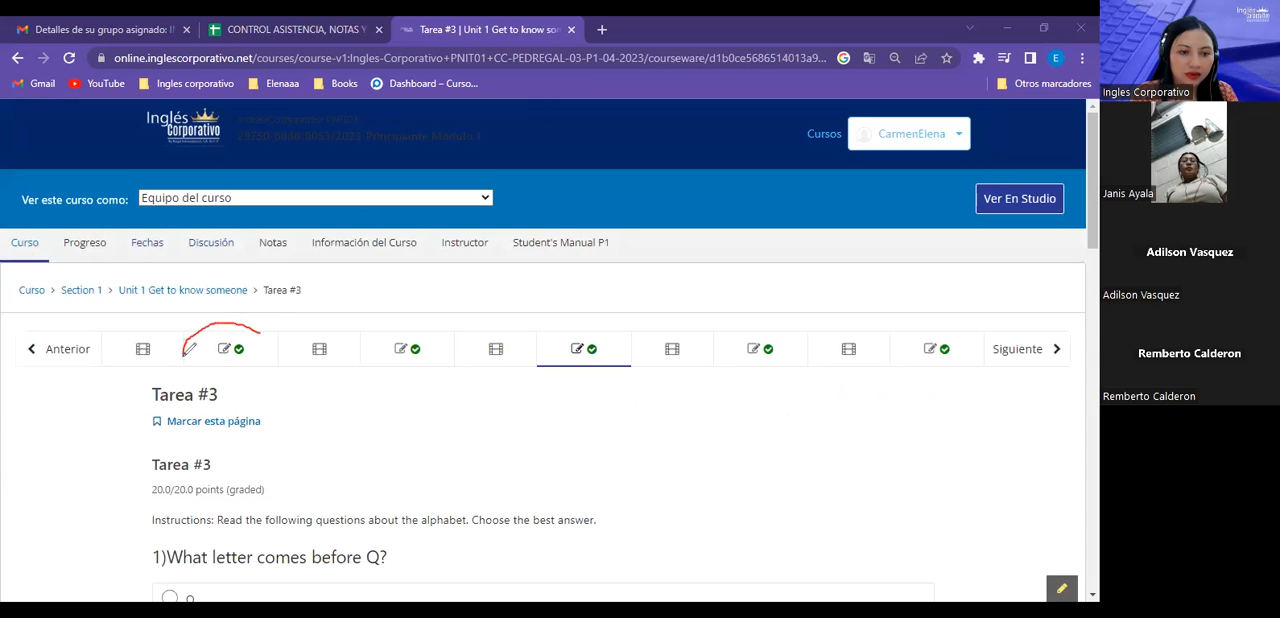 Detalles de su grupo asignado: I
CONTROL ASISTENCIA, NOTAS Y
Tarea #3 | Unit 1 Get to know so
online.inglescorporativo.net/courses/course-v1:Ingles-Corporativo+PNIT01+CC-PEDREGAL-03-P1-04-2023/courseware/d1b0ce5686514013a9...
E
Gmail
YouTube
Ingles corporativo
Elenaaa
Books
Dashboard – Curso...
Otros marcadores
Inglés
Corporativo
Principiante Módulo 1
Cursos
CarmenElena
Ver este curso como:
Equipo del curso
Ver En Studio
Curso
Progreso
Fechas
Discusión
Notas
Información del Curso
Instructor
Student's Manual P1
Curso > Section 1 > Unit 1 Get to know someone > Tarea #3
Anterior
Siguiente
Tarea #3
Marcar esta página
Tarea #3
20.0/20.0 points (graded)
Instructions: Read the following questions about the alphabet. Choose the best answer.
1)What letter comes before Q?
Inglés
Corporativo
Ingles Corporativo
Janis Ayala
Adilson Vasquez
Adilson Vasquez
Remberto Calderon
Remberto Calderon